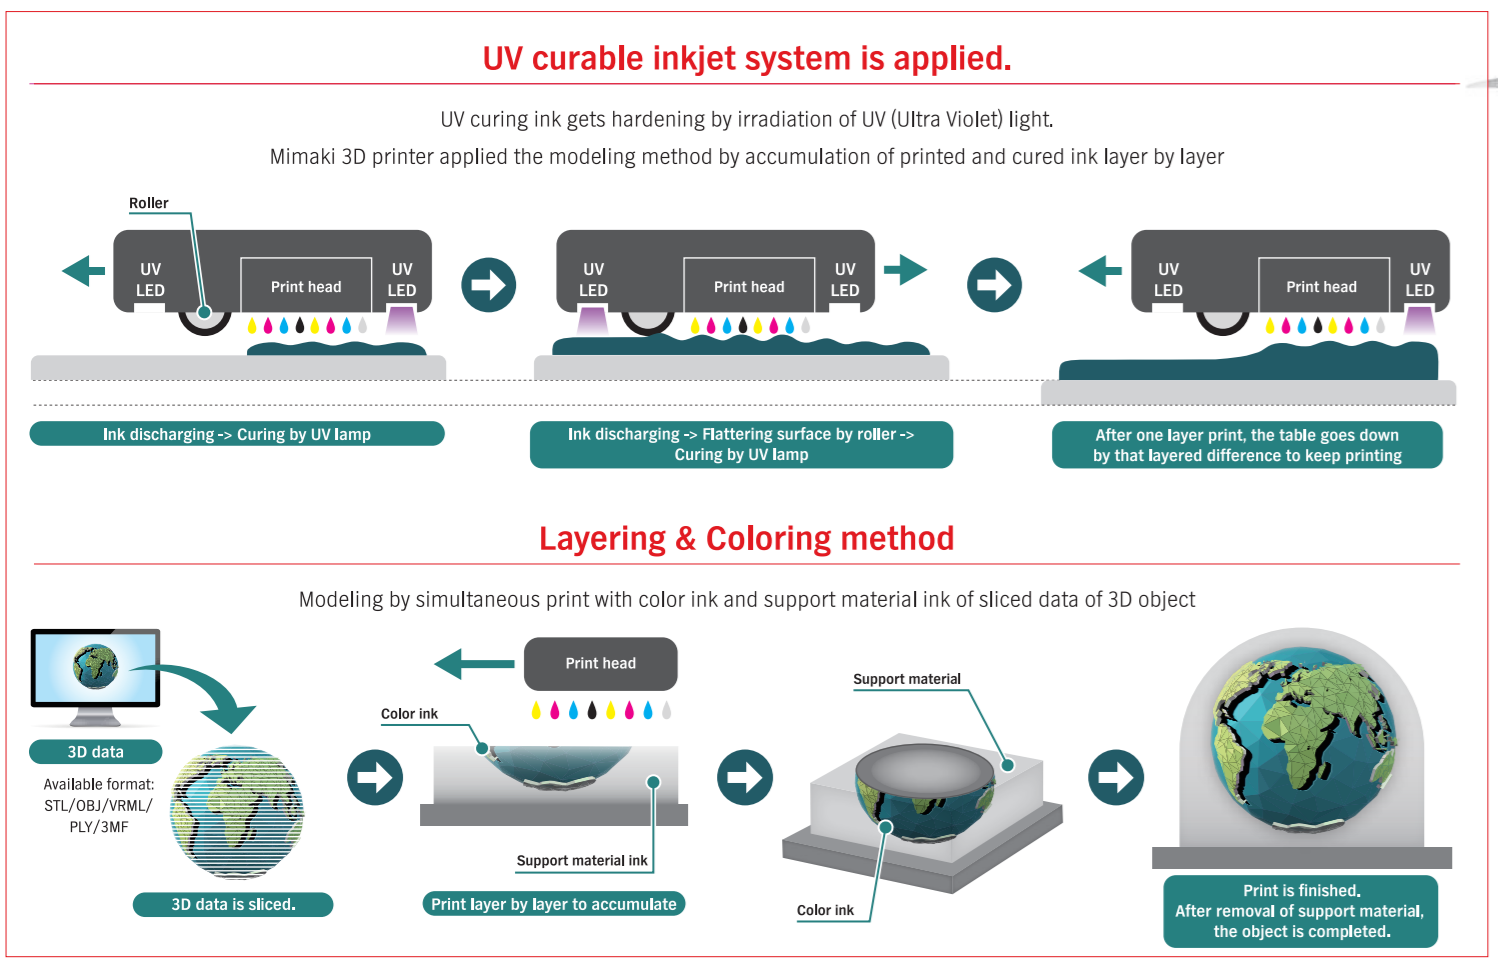 UV curable inkjet system is applied.
UV curing ink gets hardening by irradiation of UV (Ultra Violet) light.
Mimaki 3D printer applied the modeling method by accumulation of printed and cured ink layer by layer
Roller
UV
LED
Print head
UV
LED
UV
LED
Print head
UV
LED
UV
LED
Print head
UV
LED
Ink discharging -> Curing by UV lamp
Ink discharging -> Flattering surface by roller ->
Curing by UV lamp
After one layer print, the table goes down
by that layered difference to keep printing
Layering & Coloring method
Modeling by simultaneous print with color ink and support material ink of sliced data of 3D object
3D data
Available format:
STL/OBJ/VRML/
PLY/3MF
3D data is sliced.
Print head
Color ink
Support material ink
Print layer by layer to accumulate
Support material
Color ink
Print is finished.
After removal of support material,
the object is completed.